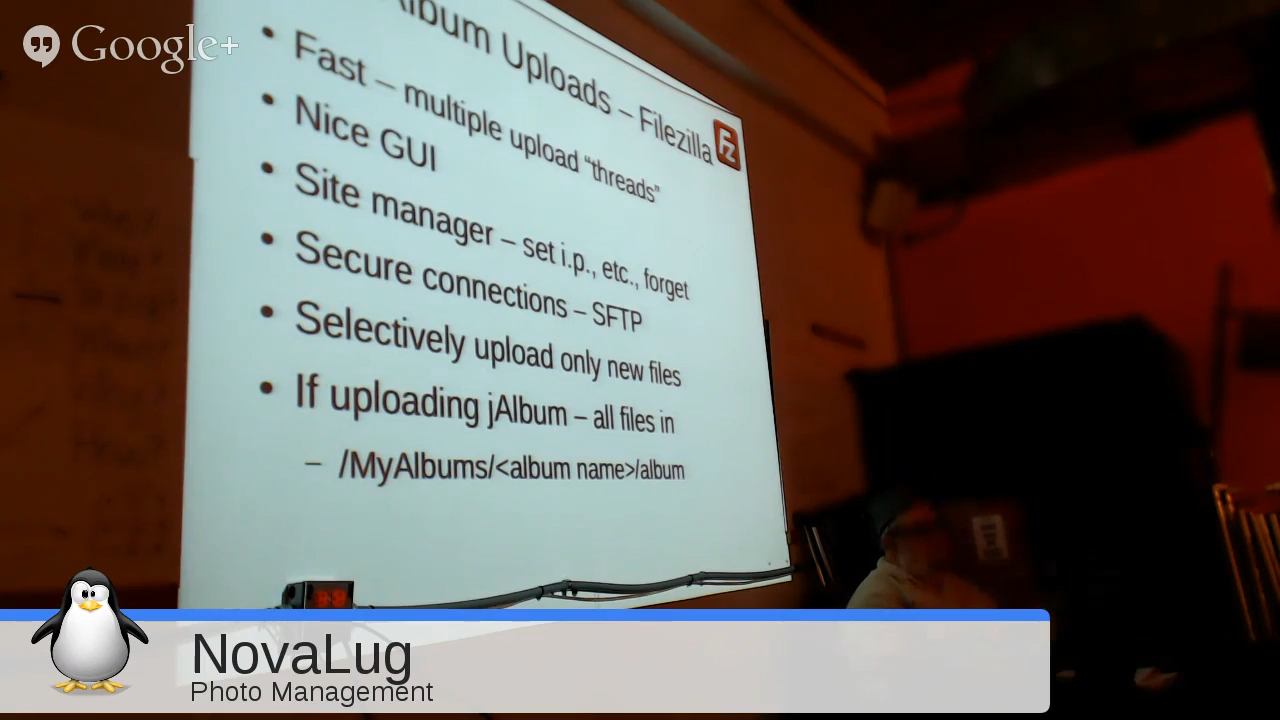 Google+
Album Uploads – Filezilla
Fz
• Fast – multiple upload “threads”
• Nice GUI
• Site manager – set i.p., etc., forget
• Secure connections – SFTP
• Selectively upload only new files
• If uploading jAlbum – all files in
– /MyAlbums/<album name>/album
NovaLug
Photo Management